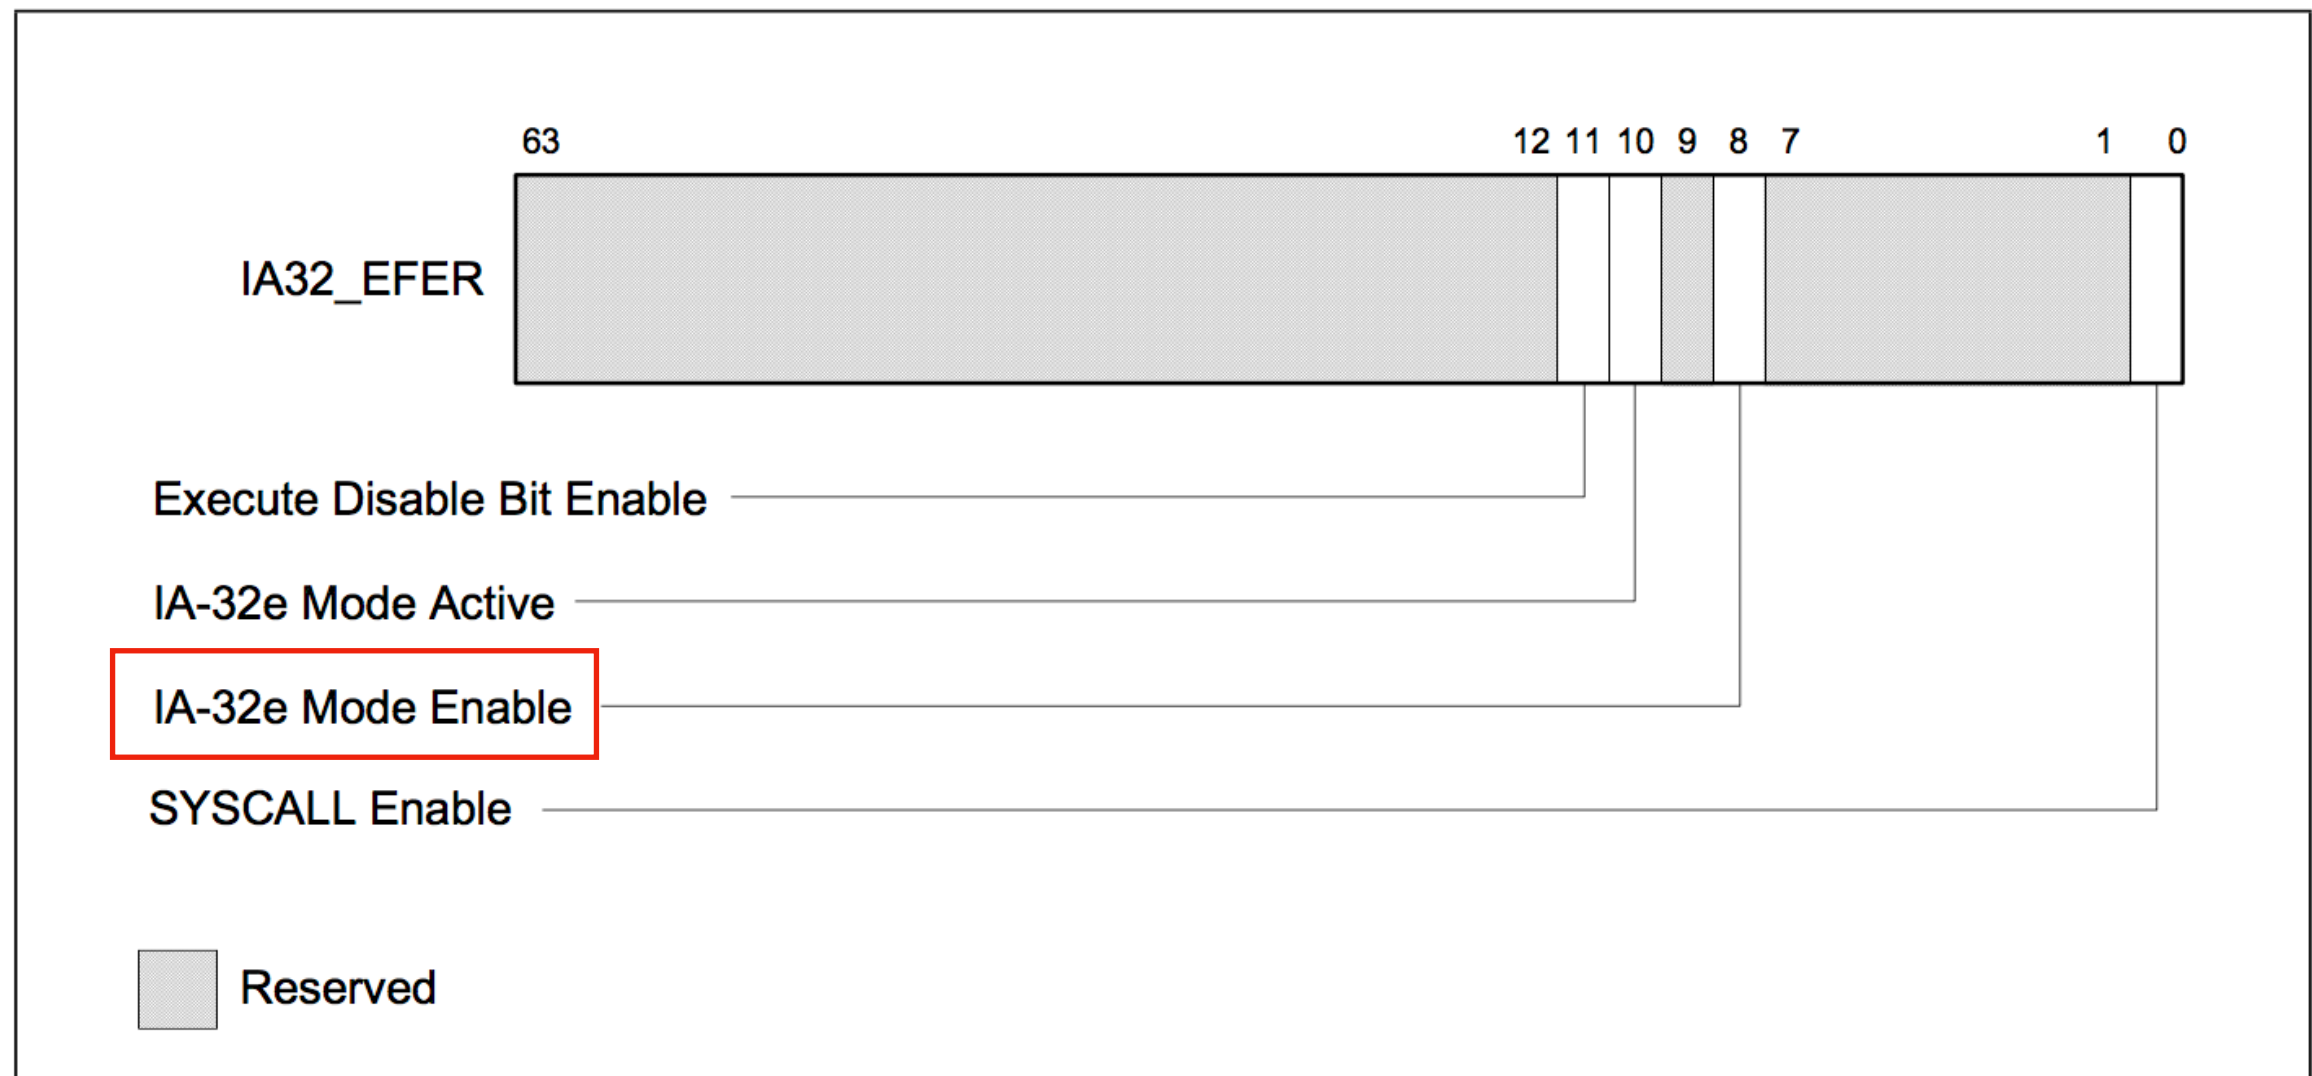 63 12 11 10 9 8 7 1 0
IA32_EFER
Execute Disable Bit Enable
IA-32e Mode Active
IA-32e Mode Enable
SYSCALL Enable
Reserved